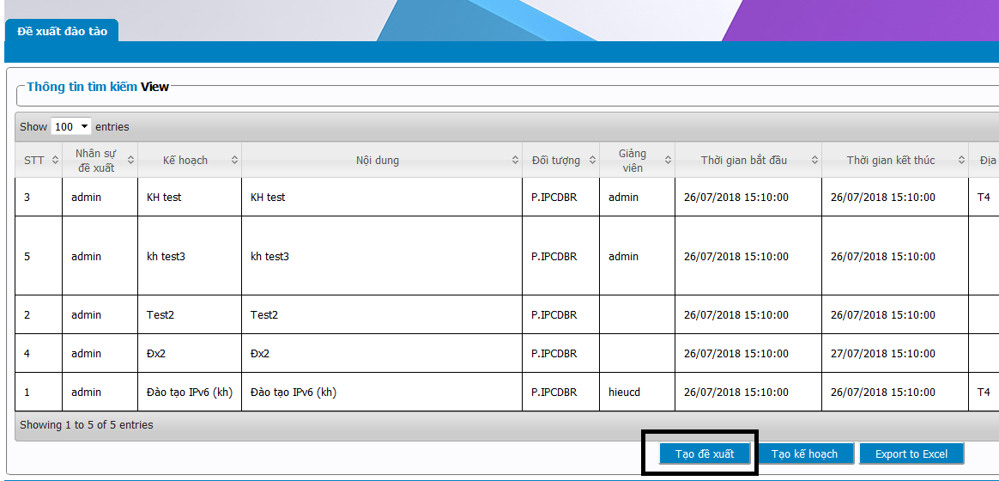 Đề xuất đào tào
Thông tin tìm kiếm View
Show 100 entries
STT Nhân sự đề xuất Kế hoạch Nội dung Đối tượng Giảng viên Thời gian bắt đầu Thời gian kết thúc Địa
3 admin KH test KH test P.IPCDBR admin 26/07/2018 15:10:00 26/07/2018 15:10:00 T4
5 admin kh test3 kh test3 P.IPCDBR admin 26/07/2018 15:10:00 26/07/2018 15:10:00
2 admin Test2 Test2 P.IPCDBR 26/07/2018 15:10:00 26/07/2018 15:10:00
4 admin Đx2 Đx2 P.IPCDBR 26/07/2018 15:10:00 27/07/2018 15:10:00
1 admin Đào tạo IPv6 (kh) Đào tạo IPv6 (kh) P.IPCDBR hieucd 26/07/2018 15:10:00 26/07/2018 15:10:00 T4
Showing 1 to 5 of 5 entries
Tạo đề xuất Tạo kế hoạch Export to Excel